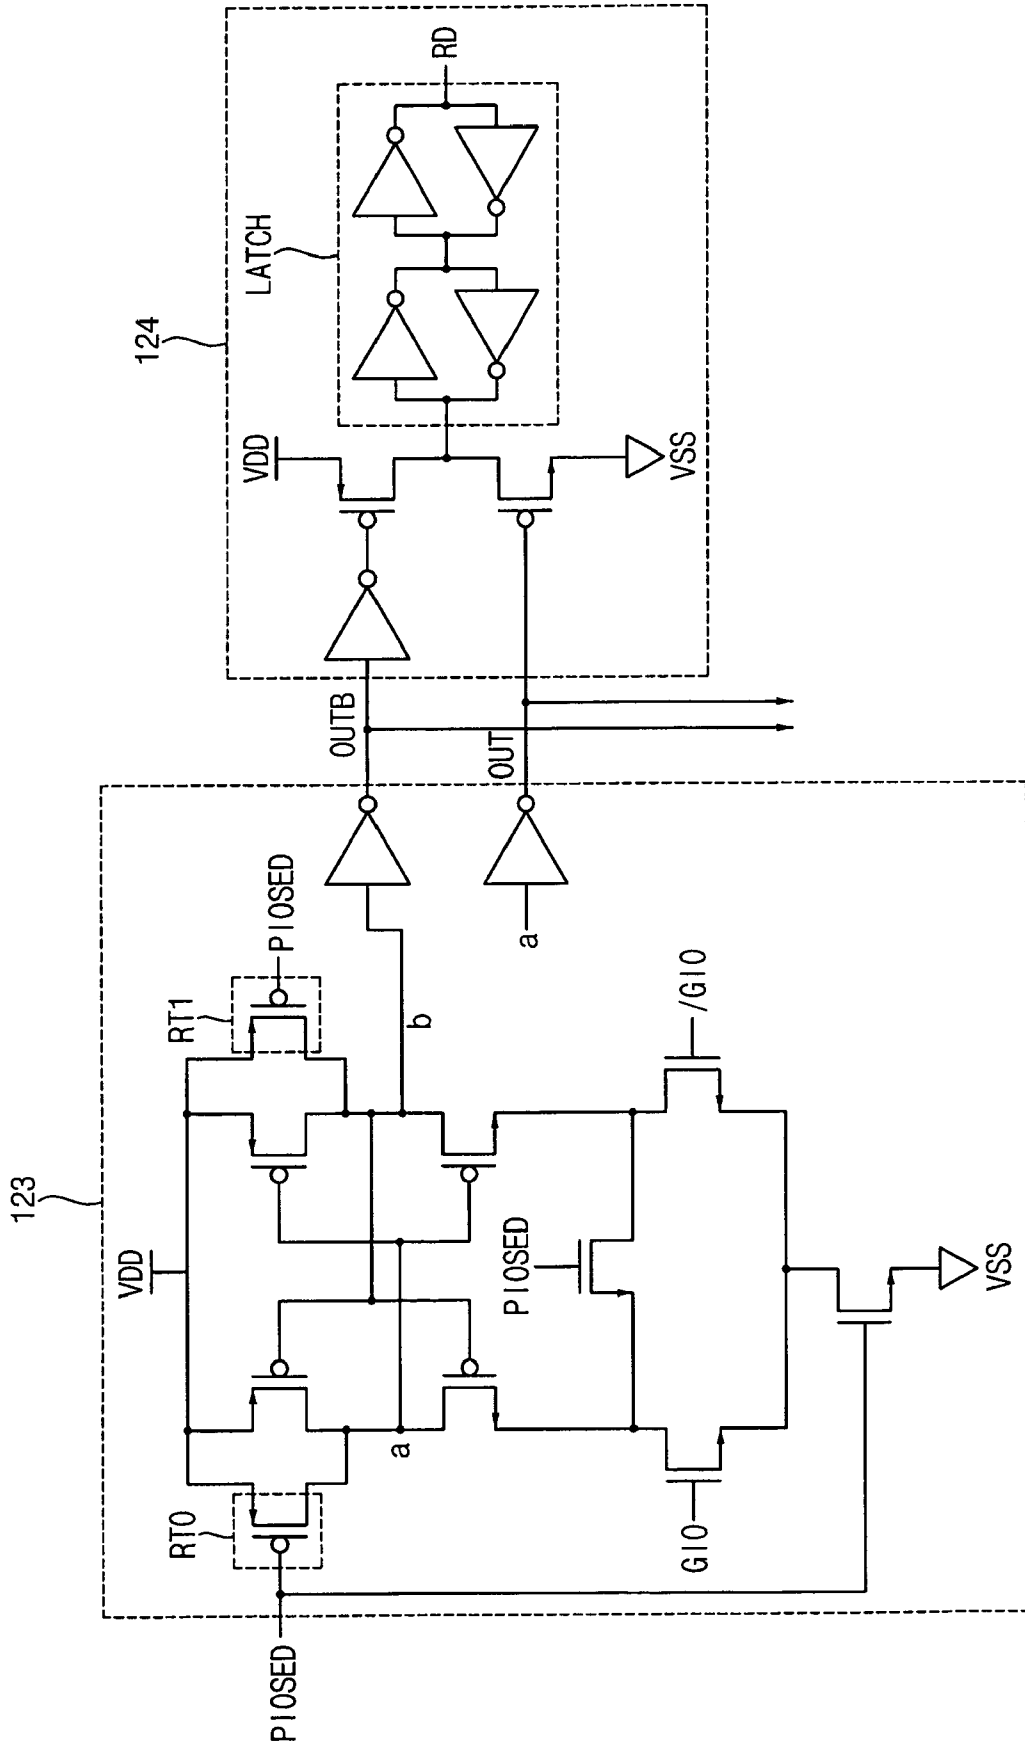 123
VDD
RT0
RT1
PIOSED
PIOSED
a
b
PIOSED
GIO
/GIO
VSS
a
OUTB
OUT
124
VDD
LATCH
RD
VSS